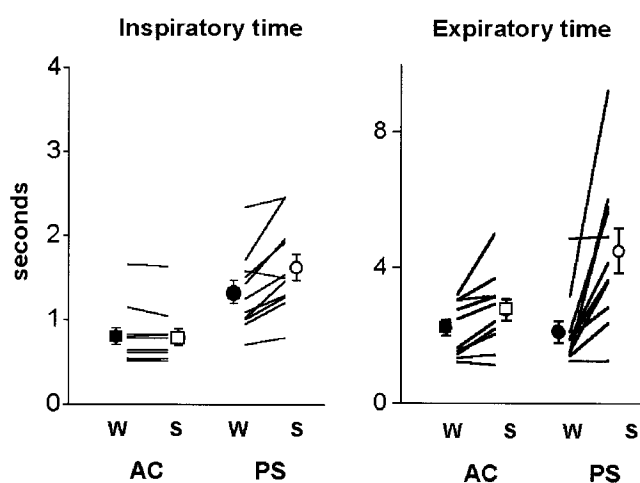 Inspiratory time
Expiratory time
seconds
4
3
2
1
0
8
4
0
W S W S
AC PS
W S W S
AC PS